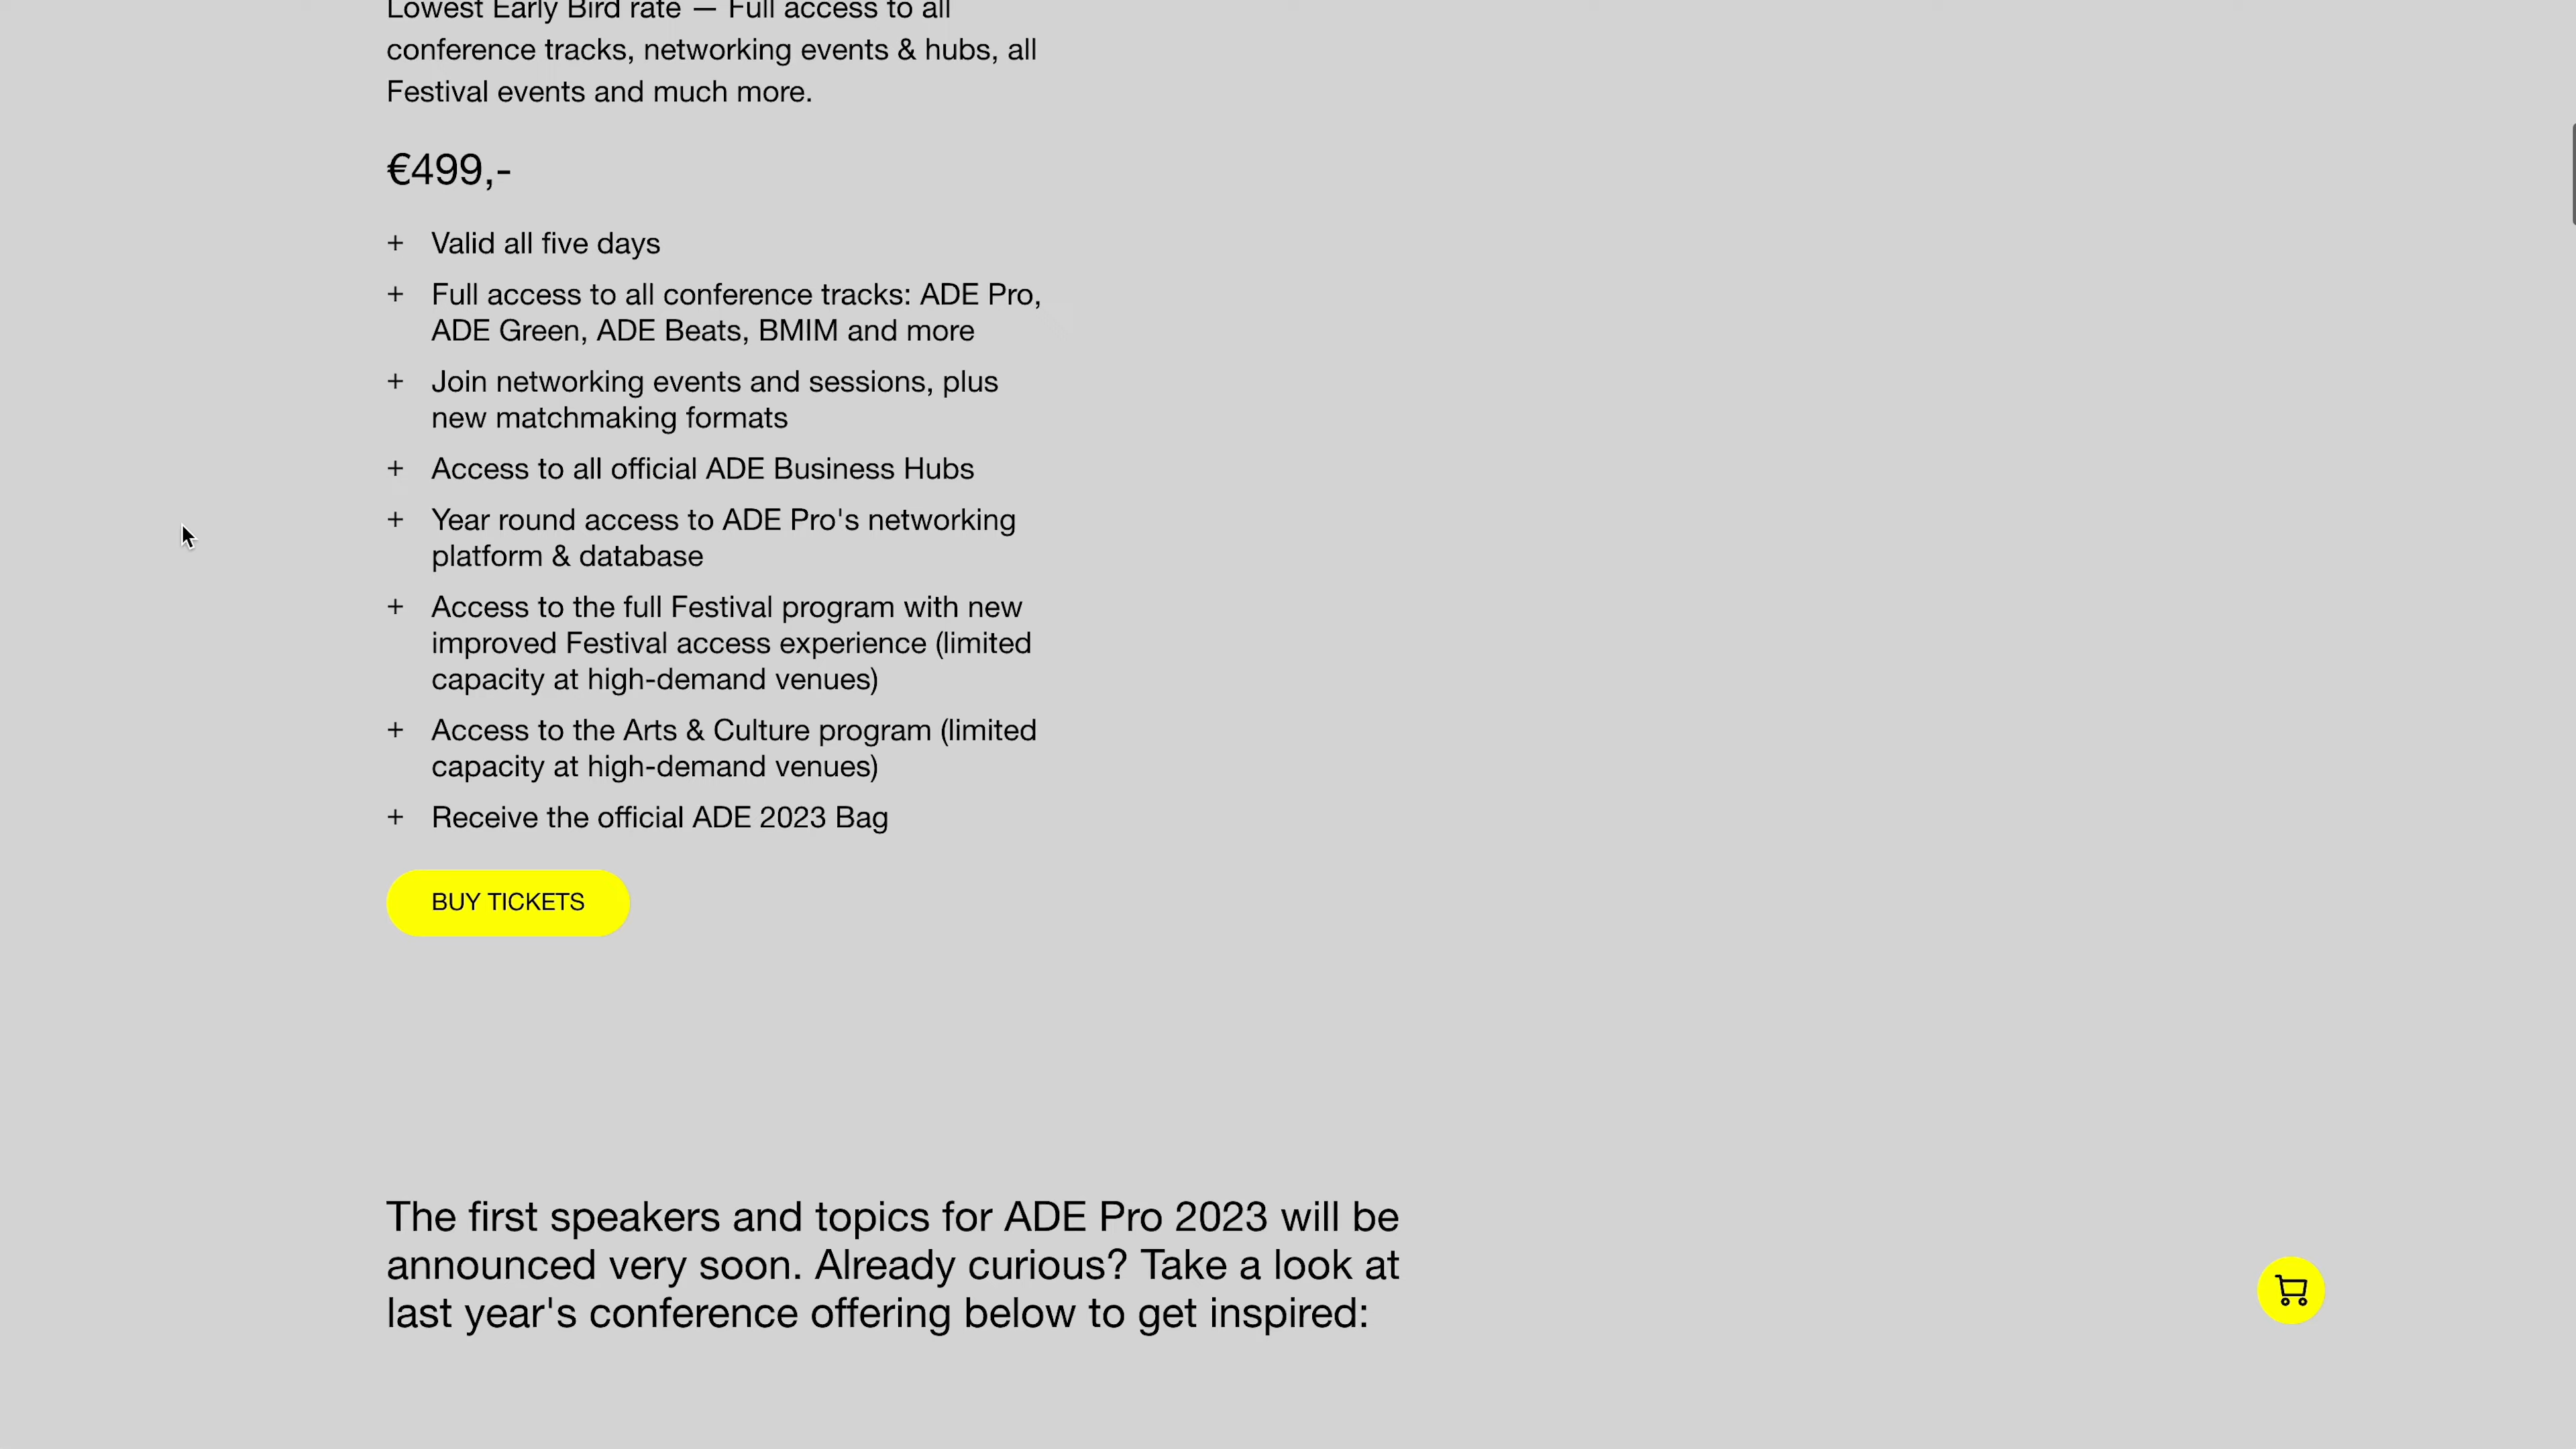 Lowest Early Bird rate — Full access to all
conference tracks, networking events & hubs, all
Festival events and much more.
€499,-
+ Valid all five days
+ Full access to all conference tracks: ADE Pro,
ADE Green, ADE Beats, BMIM and more
+ Join networking events and sessions, plus
new matchmaking formats
+ Access to all official ADE Business Hubs
+ Year round access to ADE Pro's networking
platform & database
+ Access to the full Festival program with new
improved Festival access experience (limited
capacity at high-demand venues)
+ Access to the Arts & Culture program (limited
capacity at high-demand venues)
+ Receive the official ADE 2023 Bag
BUY TICKETS
The first speakers and topics for ADE Pro 2023 will be
announced very soon. Already curious? Take a look at
last year's conference offering below to get inspired: